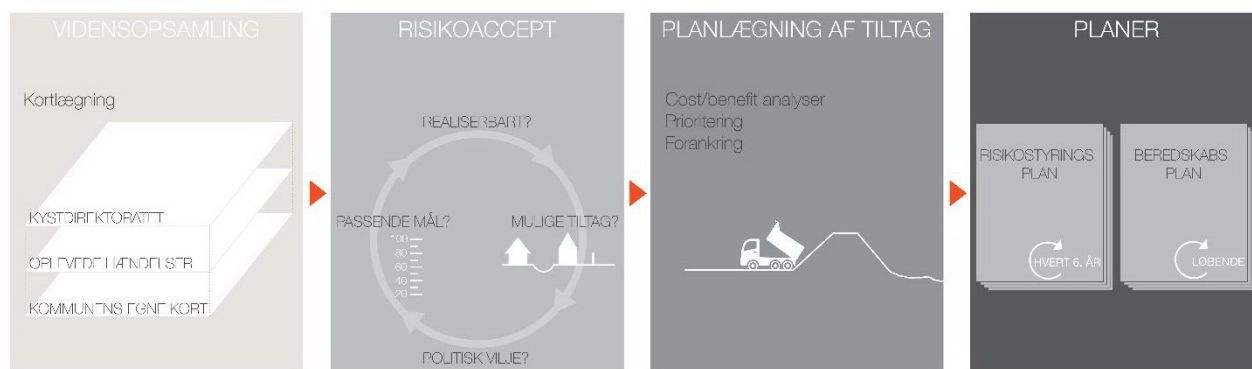 VIDENSOPSAMLING
Kortlægning
KYSTDIREKTORATET
OPLEVEDE HÆNDELSER
KOMMUNENS EGNE KORT
RISIKOACCEPT
REALISERBART?
PASSENDE MÅL?
MULIGE TILTAG?
100
80
60
40
20
POLITISK VILJE?
PLANLÆGNING AF TILTAG
Cost/benefit analyser
Prioritering
Forankring
PLANER
RISIKOSTYRINGS
PLAN
HVERT 6. ÅR
BEREDSKABS
PLAN
LØBENDE